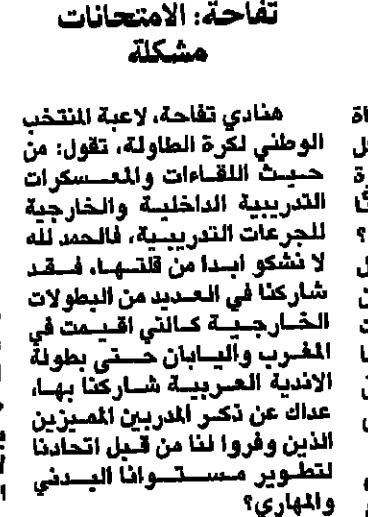 تفاحة: الامتحانات
مشكلة
هنادي تفاحة، لاعبة المنتخب
الوطني لكرة الطاولة، تقول: من
حيث اللقاءات والمعسكرات
التدريبية الداخلية والخارجية
للجرعات التدريبية، فالحمد لله
لا نشكو ابدا من قلتها، فقد
شاركنا في العديد من البطولات
الخارجية كالتي اقيمت في
المغرب واليابان حتى بطولة
الاندية العربية شاركنا بها،
عداك عن ذكر المدربين المميزين
الذين وفروا لنا من قبل اتحادنا
لتطوير مستوانا البدني
والمهاري؟